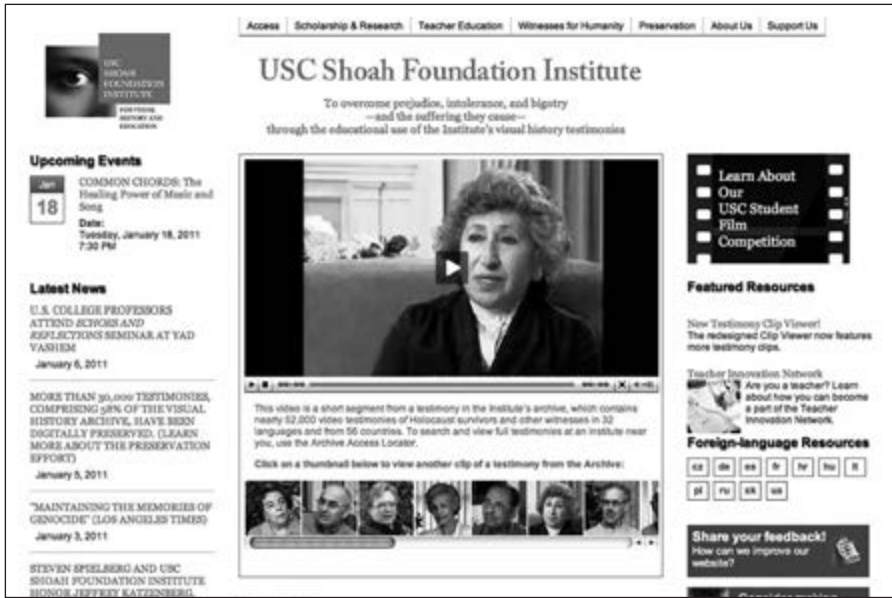 Access
Scholarship & Research
Teacher Education
Witnesses for Humanity
Preservation
About Us
Support Us
USC
SHOAH
FOUNDATION
INSTITUTE
FOR VISUAL
HISTORY AND
EDUCATION
USC Shoah Foundation Institute
To overcome prejudice, intolerance, and bigotry
—and the suffering they cause—
through the educational use of the Institute's visual history testimonies
Upcoming Events
Jan
18
COMMON CHORDS: The
Healing Power of Music and
Song
Date:
Tuesday, January 18, 2011
7:30 PM
Latest News
U.S. COLLEGE PROFESSORS
ATTEND ECHOES AND
REFLECTIONS SEMINAR AT YAD
VASHEM
January 6, 2011
MORE THAN 30,000 TESTIMONIES,
COMPRISING 58% OF THE VISUAL
HISTORY ARCHIVE, HAVE BEEN
DIGITALLY PRESERVED. (LEARN
MORE ABOUT THE PRESERVATION
EFFORT)
January 5, 2011
"MAINTAINING THE MEMORIES OF
GENOCIDE" (LOS ANGELES TIMES)
January 3, 2011
STEVEN SPIELBERG AND USC
SHOAH FOUNDATION INSTITUTE
HONOR JEFFREY KATZENBERG,
This video is a short segment from a testimony in the Institute's archive, which contains
nearly 52,000 video testimonies of Holocaust survivors and other witnesses in 32
languages and from 56 countries. To search and view full testimonies at an institute near
you, use the Archive Access Locator.
Click on a thumbnail below to view another clip of a testimony from the Archive:
Learn About
Our
USC Student
Film
Competition
Featured Resources
New Testimony Clip Viewer!
The redesigned Clip Viewer now features
more testimony clips.
Teacher Innovation Network
Are you a teacher? Learn
about how you can become
a part of the Teacher
Innovation Network.
Foreign-language Resources
cz de es fr hr hu it
pl ru sk ua
Share your feedback!
How can we improve our
website?
Consider making